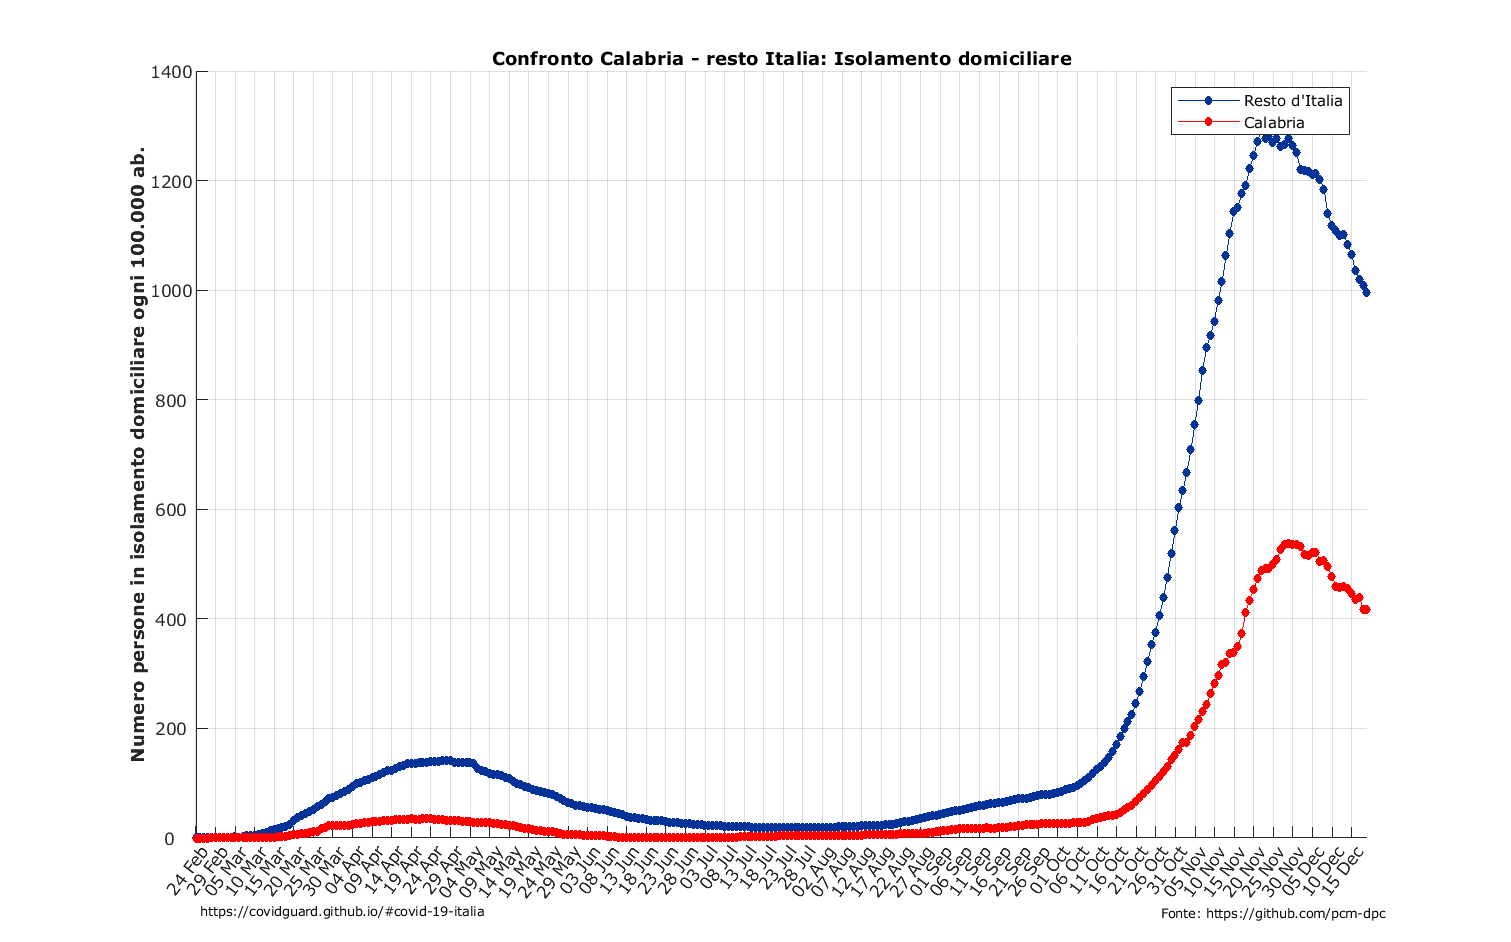 Confronto Calabria - resto Italia: Isolamento domiciliare
Resto d'Italia
Calabria
Numero persone in isolamento domiciliare ogni 100.000 ab.
1400
1200
1000
800
600
400
200
0
24 Feb
29 Feb
05 Mar
10 Mar
15 Mar
20 Mar
25 Mar
30 Mar
04 Apr
09 Apr
14 Apr
19 Apr
24 Apr
29 Apr
04 May
09 May
14 May
19 May
24 May
29 May
03 Jun
08 Jun
13 Jun
18 Jun
23 Jun
28 Jun
03 Jul
08 Jul
13 Jul
18 Jul
23 Jul
28 Jul
02 Aug
07 Aug
12 Aug
17 Aug
22 Aug
27 Aug
01 Sep
06 Sep
11 Sep
16 Sep
21 Sep
26 Sep
01 Oct
06 Oct
11 Oct
16 Oct
21 Oct
26 Oct
31 Oct
05 Nov
10 Nov
15 Nov
20 Nov
25 Nov
30 Nov
05 Dec
10 Dec
15 Dec
https://covidguard.github.io/#covid-19-italia
Fonte: https://github.com/pcm-dpc